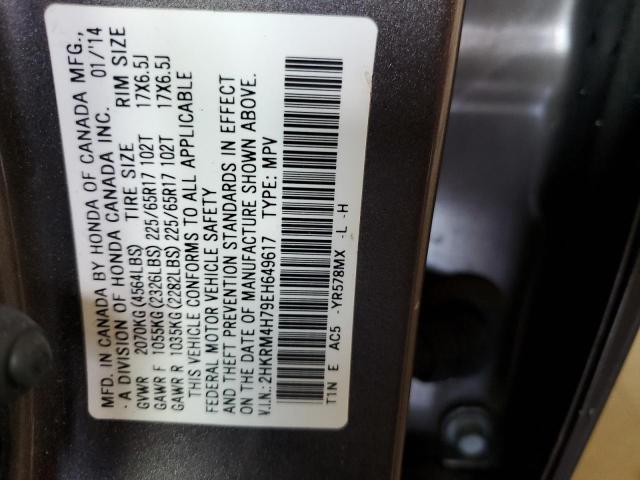 MFD. IN CANADA BY HONDA OF CANADA MFG.,
- A DIVISION OF HONDA CANADA INC. 01/'14
TIRE SIZE RIM SIZE
GVWR 2070KG(4564LBS)
GAWR F 1055KG(2326LBS) 225/65R17 102T 17X6.5J
GAWR R 1035KG(2282LBS) 225/65R17 102T 17X6.5J
THIS VEHICLE CONFORMS TO ALL APPLICABLE
FEDERAL MOTOR VEHICLE SAFETY
AND THEFT PREVENTION STANDARDS IN EFFECT
ON THE DATE OF MANUFACTURE SHOWN ABOVE.
V.I.N.: 2HKRM4H79EH649617 TYPE: MPV
T1N E AC5 -YR578MX -L -H